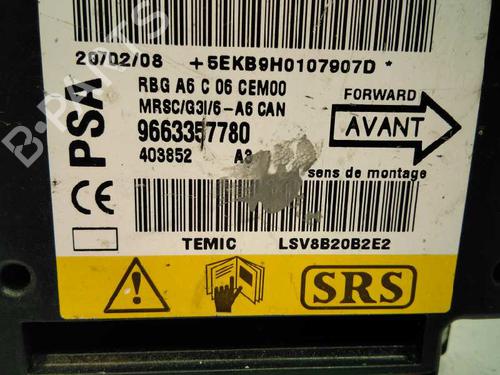 20/02/08 +5EKB9H0107907D *
RBG A6 C 06 CEM00
MRSC/G3I/6-A6 CAN
9663357780
403852 A3
FORWARD
AVANT
sens de montage
PSA
CE
TEMIC LSV8B20B2E2
SRS
B-PARTS